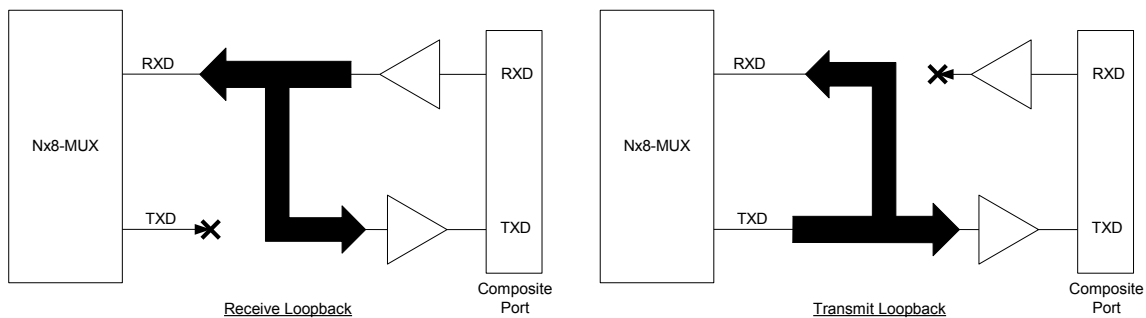 RXD
RXD
Nx8-MUX
TXD
TXD
Composite
Port
Receive Loopback
RXD
RXD
Nx8-MUX
TXD
TXD
Composite
Port
Transmit Loopback